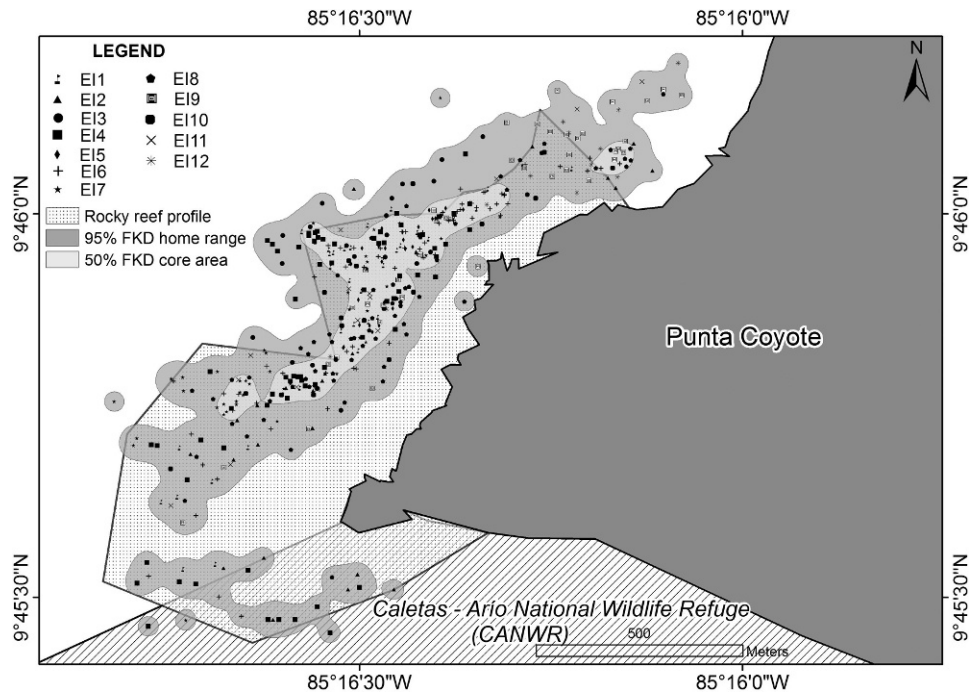 85°16'30"W 85°16'0"W
LEGEND
N
EI1 EI8
EI2 EI9
EI3 EI10
EI4 EI11
EI5 EI12
EI6
EI7
Rocky reef profile
95% FKD home range
50% FKD core area
9°46'0"N 9°46'0"N
Punta Coyote
9°45'30"N 9°45'30"N
Caletas - Ario National Wildlife Refuge
(CANWR)
500
Meters
85°16'30"W 85°16'0"W